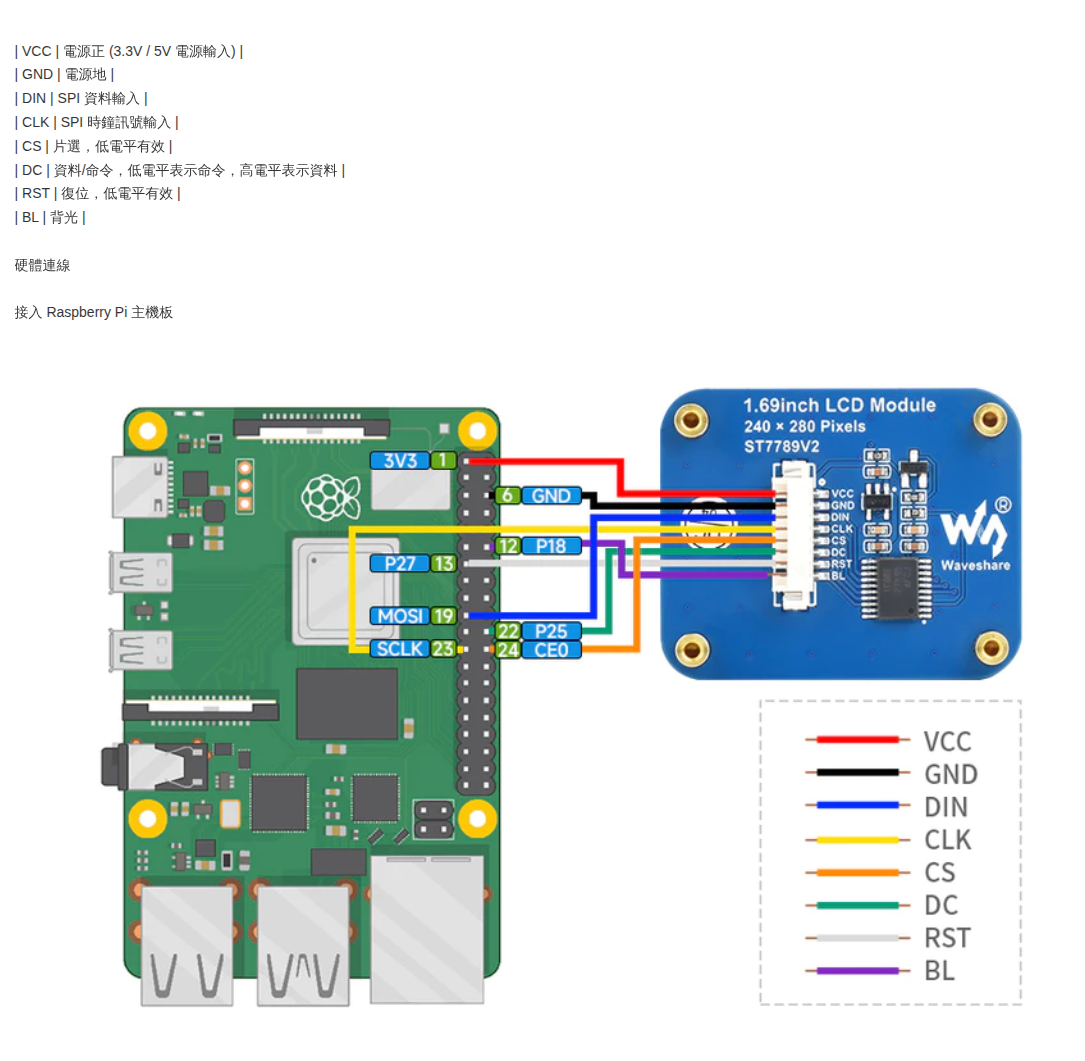 | VCC | 電源正 (3.3V / 5V 電源輸入) |
| GND | 電源地 |
| DIN | SPI 資料輸入 |
| CLK | SPI 時鐘訊號輸入 |
| CS | 片選，低電平有效 |
| DC | 資料/命令，低電平表示命令，高電平表示資料 |
| RST | 復位，低電平有效 |
| BL | 背光 |
硬體連線
接入 Raspberry Pi 主機板
1.69inch LCD Module
240 × 280 Pixels
ST7789V2
3V3 1
6 GND
12 P18
P27 13
MOSI 19
22 P25
SCLK 23
24 CE0
VCC
GND
DIN
CLK
CS
DC
RST
BL
®
Waveshare
VCC
GND
DIN
CLK
CS
DC
RST
BL